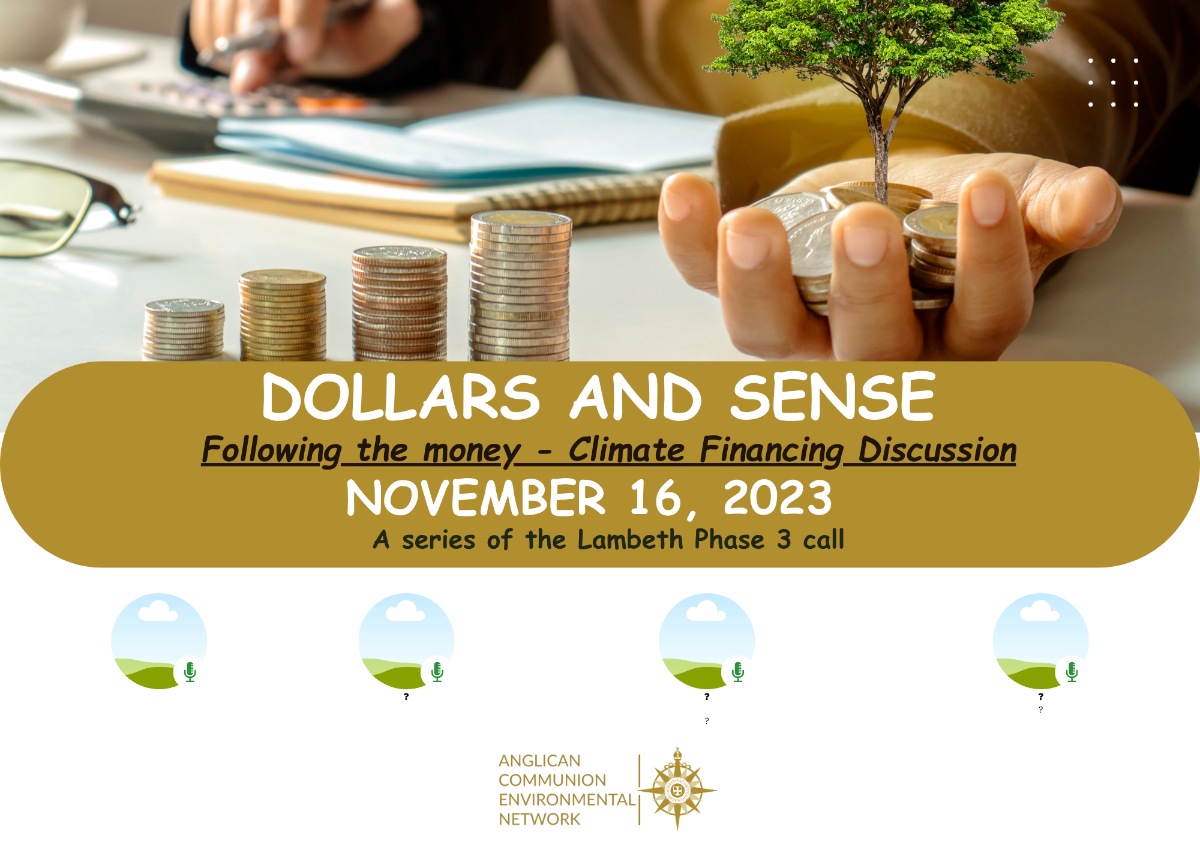 DOLLARS AND SENSE
Following the money - Climate Financing Discussion
NOVEMBER 16, 2023
A series of the Lambeth Phase 3 call
?
?
?
?
?
ANGLICAN
COMMUNION
ENVIRONMENTAL
NETWORK